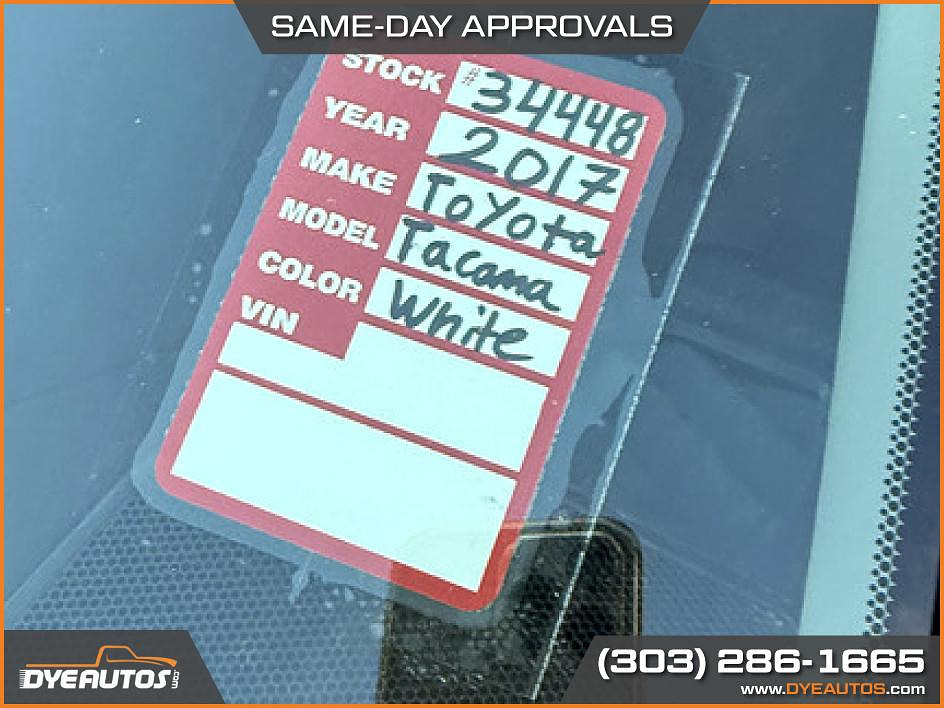 SAME-DAY APPROVALS
STOCK #34448
YEAR 2017
MAKE Toyota
MODEL Tacama
COLOR White
VIN
DYEAUTOS.com
(303) 286-1665
www.DYEAUTOS.com